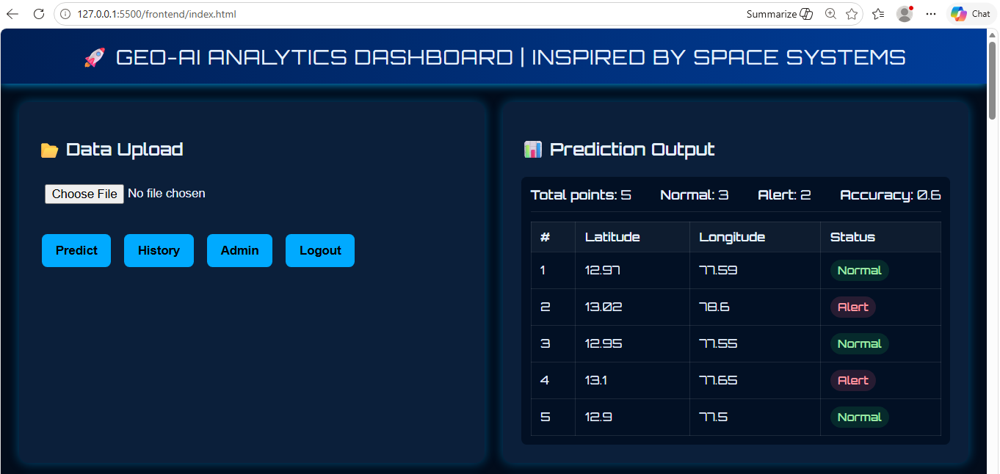 127.0.0.1:5500/frontend/index.html Summarize Chat
🚀 GEO-AI ANALYTICS DASHBOARD | INSPIRED BY SPACE SYSTEMS
📂 Data Upload
Choose File No file chosen
Predict History Admin Logout
📊 Prediction Output
Total points: 5 Normal: 3 Alert: 2 Accuracy: 0.6
# Latitude Longitude Status
1 12.97 77.59 Normal
2 13.02 78.6 Alert
3 12.95 77.55 Normal
4 13.1 77.65 Alert
5 12.9 77.5 Normal